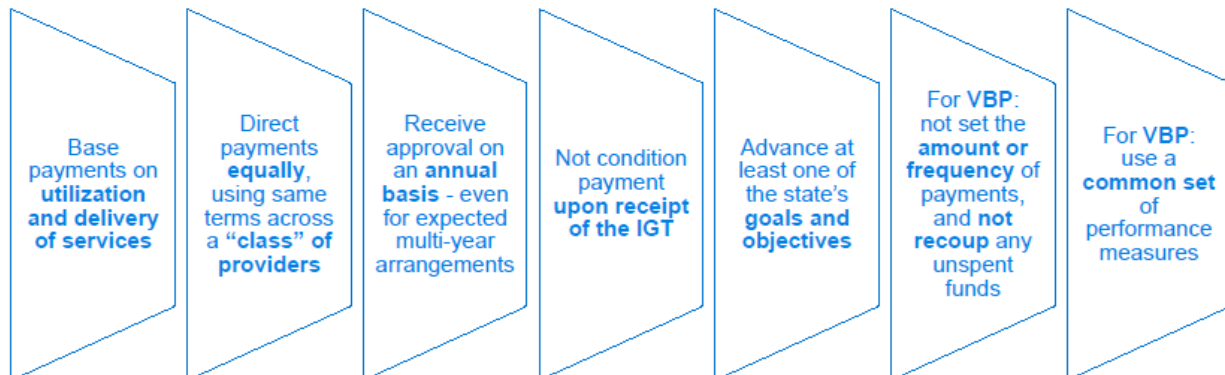 Base
payments on
utilization
and delivery
of services
Direct
payments
equally,
using same
terms across
a “class” of
providers
Receive
approval on
an annual
basis - even
for expected
multi-year
arrangements
Not condition
payment
upon receipt
of the IGT
Advance at
least one of
the state’s
goals and
objectives
For VBP:
not set the
amount or
frequency of
payments,
and not
recoup any
unspent
funds
For VBP:
use a
common set
of
performance
measures